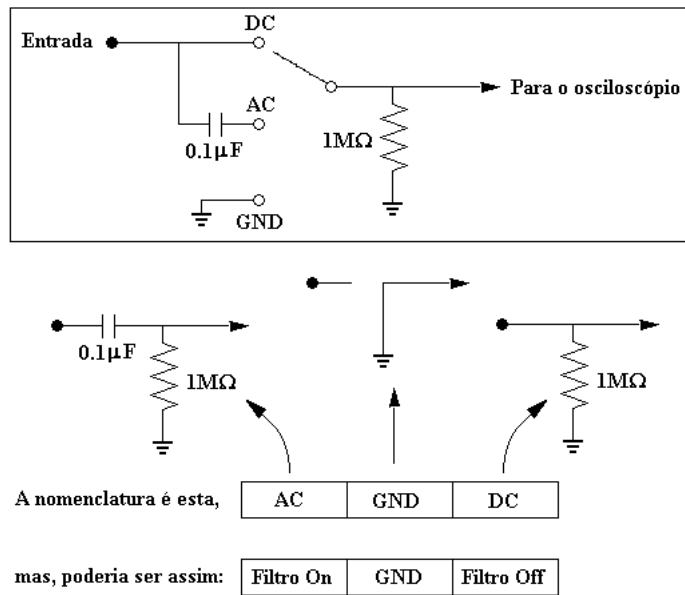 DC
Entrada
Para o osciloscópio
AC
0.1µF
1MΩ
GND
0.1µF
1MΩ
1MΩ
A nomenclatura é esta, AC GND DC
mas, poderia ser assim: Filtro On GND Filtro Off